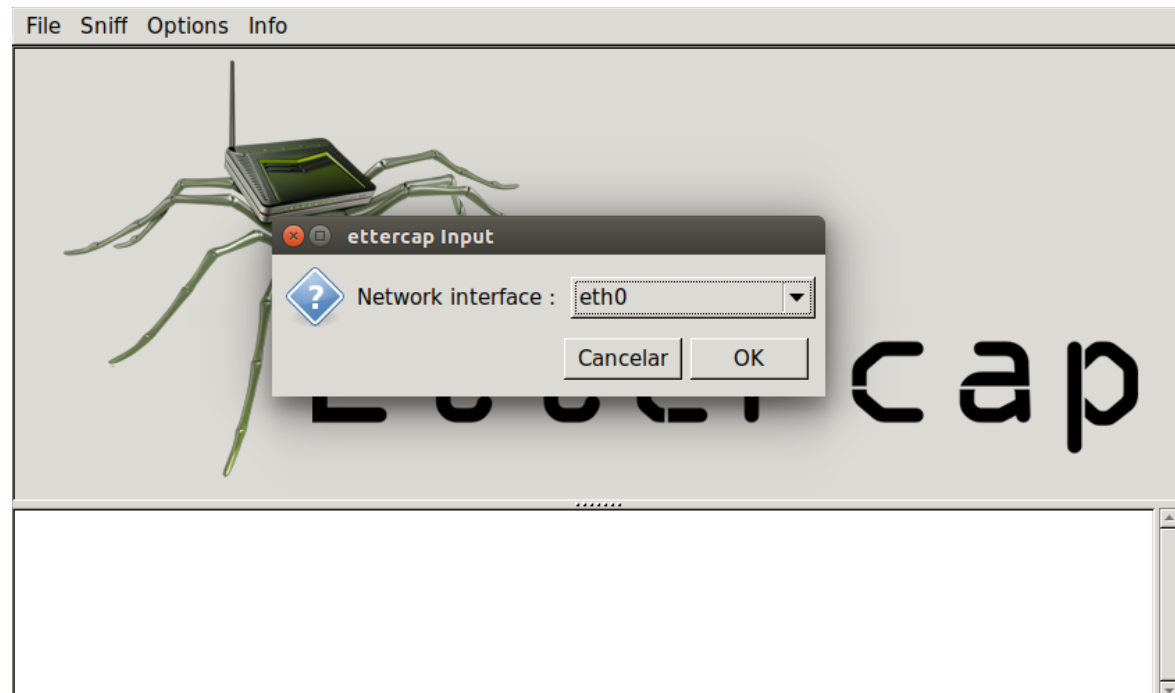 File Sniff Options Info
ettercap Input
Network interface : eth0
Cancelar OK
cap